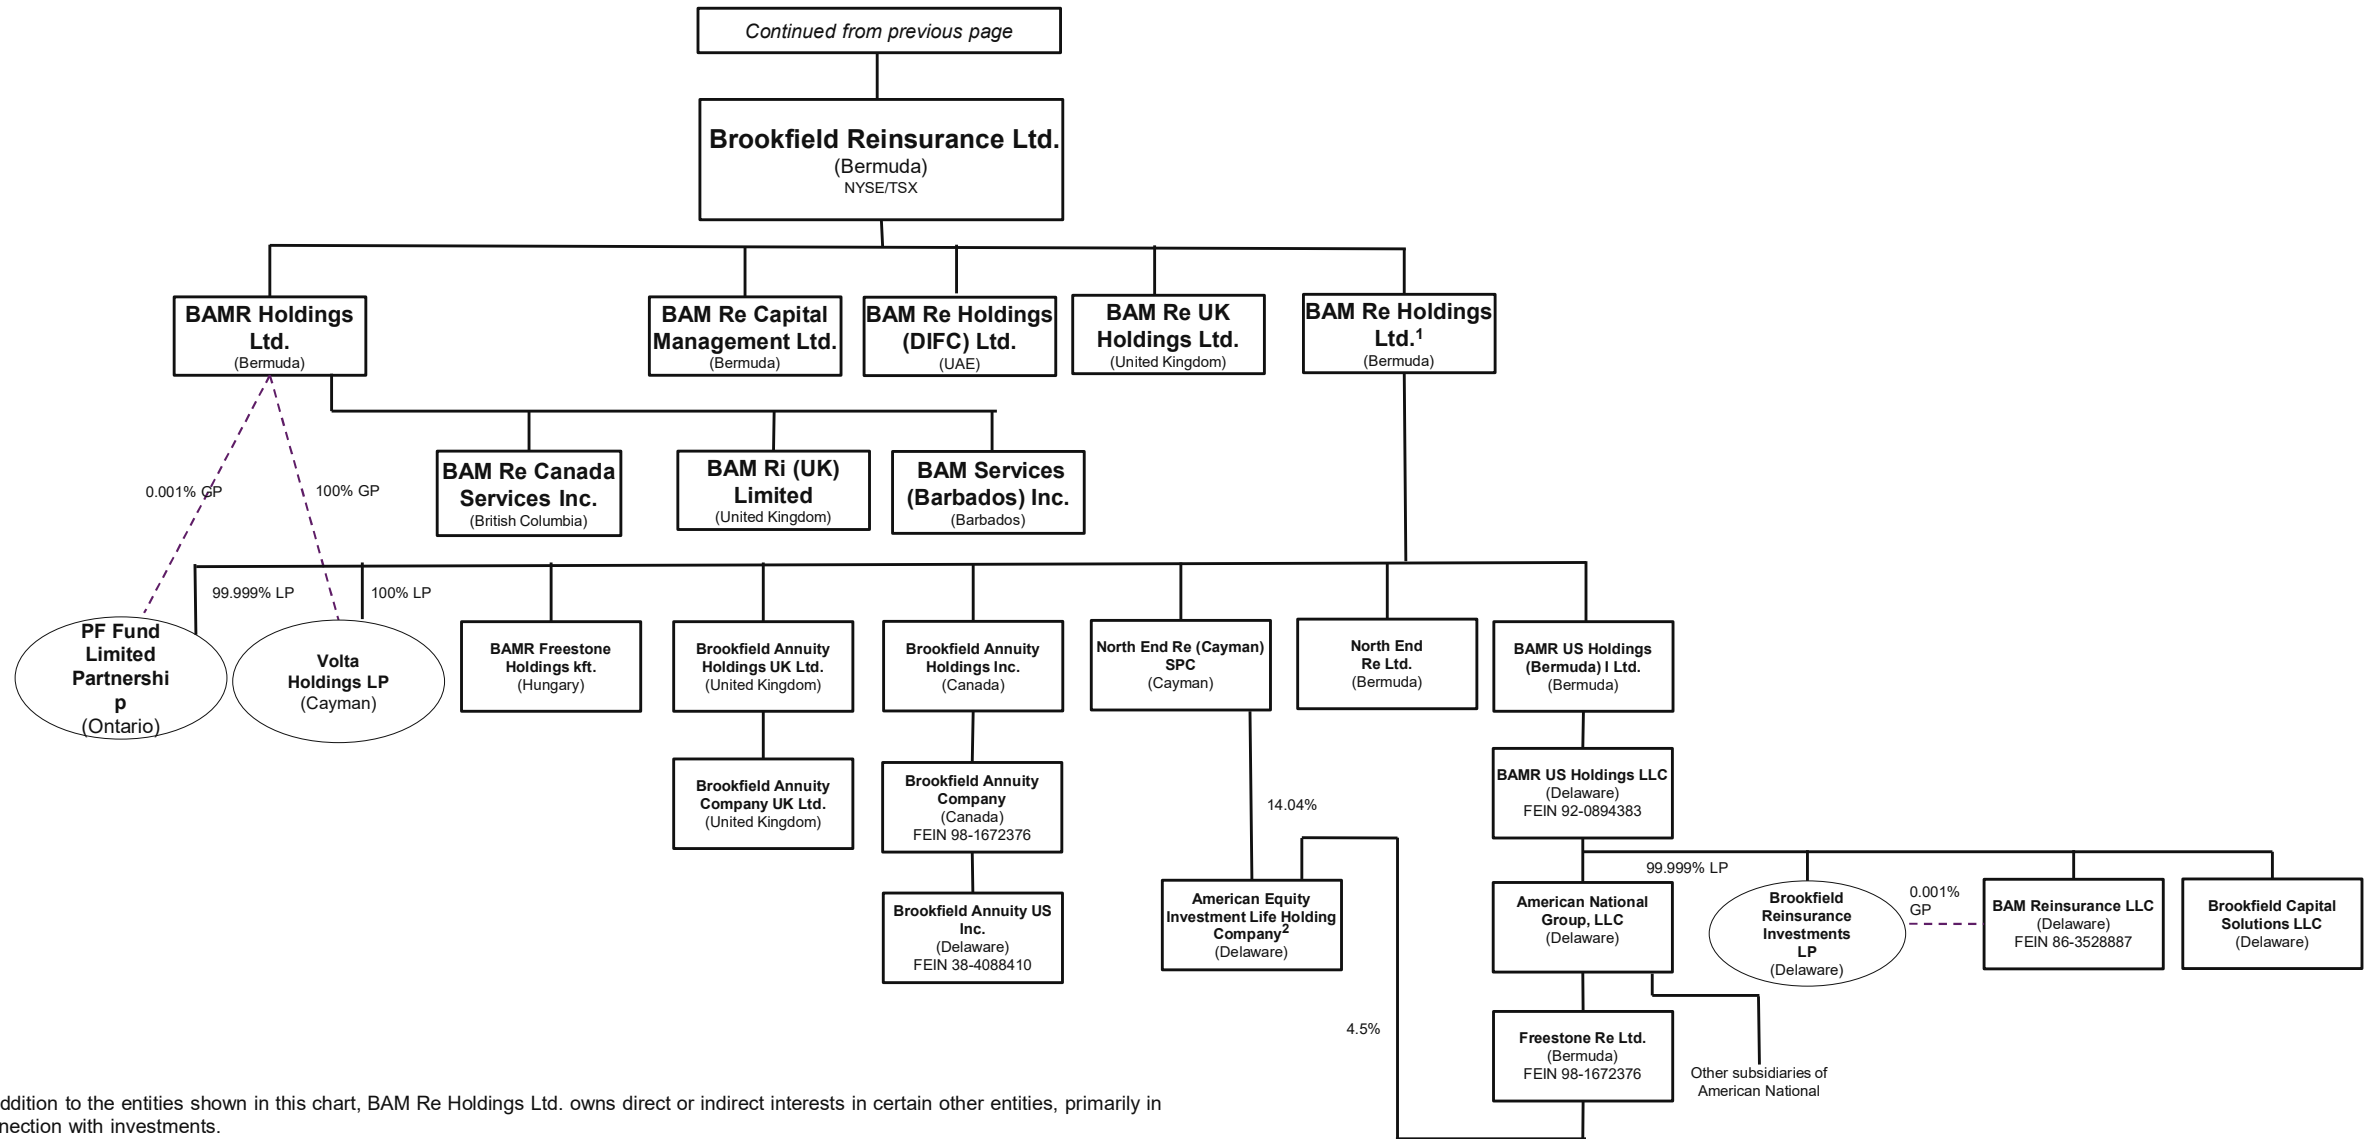 Continued from previous page
Brookfield Reinsurance Ltd.
(Bermuda)
NYSE/TSX
BAMR Holdings
Ltd.
(Bermuda)
BAM Re Capital
Management Ltd.
(Bermuda)
BAM Re Holdings
(DIFC) Ltd.
(UAE)
BAM Re UK
Holdings Ltd.
(United Kingdom)
BAM Re Holdings
Ltd.1
(Bermuda)
BAM Re Canada
Services Inc.
(British Columbia)
BAM Ri (UK)
Limited
(United Kingdom)
BAM Services
(Barbados) Inc.
(Barbados)
0.001% GP
100% GP
99.999% LP
100% LP
PF Fund
Limited
Partnershi
p
(Ontario)
Volta
Holdings LP
(Cayman)
BAMR Freestone
Holdings kft.
(Hungary)
Brookfield Annuity
Holdings UK Ltd.
(United Kingdom)
Brookfield Annuity
Holdings Inc.
(Canada)
North End Re (Cayman)
SPC
(Cayman)
North End
Re Ltd.
(Bermuda)
BAMR US Holdings
(Bermuda) I Ltd.
(Bermuda)
Brookfield Annuity
Company UK Ltd.
(United Kingdom)
Brookfield Annuity
Company
(Canada)
FEIN 98-1672376
14.04%
BAMR US Holdings LLC
(Delaware)
FEIN 92-0894383
Brookfield Annuity US
Inc.
(Delaware)
FEIN 38-4088410
American Equity
Investment Life Holding
Company2
(Delaware)
American National
Group, LLC
(Delaware)
99.999% LP
Brookfield
Reinsurance
Investments
LP
(Delaware)
0.001%
GP
BAM Reinsurance LLC
(Delaware)
FEIN 86-3528887
Brookfield Capital
Solutions LLC
(Delaware)
4.5%
Freestone Re Ltd.
(Bermuda)
FEIN 98-1672376
Other subsidiaries of
American National
ddition to the entities shown in this chart, BAM Re Holdings Ltd. owns direct or indirect interests in certain other entities, primarily in
nection with investments.